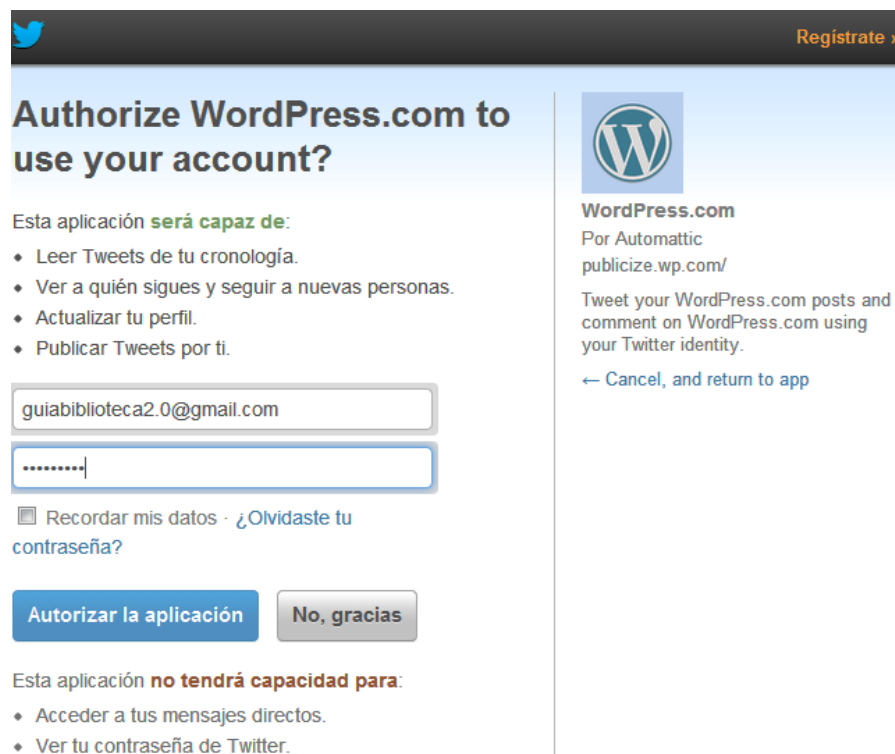 Regístrate »
Authorize WordPress.com to
use your account?
Esta aplicación será capaz de:
• Leer Tweets de tu cronología.
• Ver a quién sigues y seguir a nuevas personas.
• Actualizar tu perfil.
• Publicar Tweets por ti.
guiabiblioteca2.0@gmail.com
•••••••••
Recordar mis datos · ¿Olvidaste tu
contraseña?
Autorizar la aplicación
No, gracias
Esta aplicación no tendrá capacidad para:
• Acceder a tus mensajes directos.
• Ver tu contraseña de Twitter.
W
WordPress.com
Por Automattic
publicize.wp.com/
Tweet your WordPress.com posts and
comment on WordPress.com using
your Twitter identity.
← Cancel, and return to app